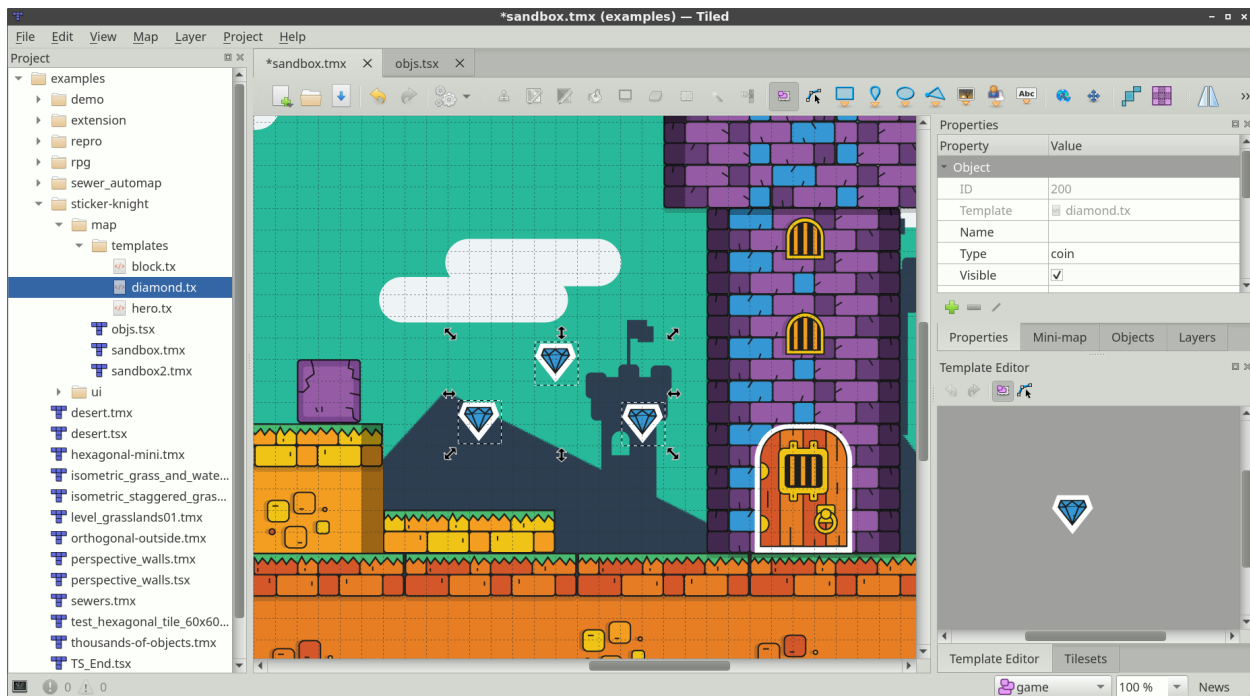 *sandbox.tmx (examples) — Tiled
File Edit View Map Layer Project Help
Project
examples
demo
extension
repro
rpg
sewer_automap
sticker-knight
map
templates
block.tx
diamond.tx
hero.tx
objs.tsx
sandbox.tmx
sandbox2.tmx
ui
desert.tmx
desert.tsx
hexagonal-mini.tmx
isometric_grass_and_wate...
isometric_staggered_gras...
level_grasslands01.tmx
orthogonal-outside.tmx
perspective_walls.tmx
perspective_walls.tsx
sewers.tmx
test_hexagonal_tile_60x60...
thousands-of-objects.tmx
TS_End.tsx
0 0
*sandbox.tmx objs.tsx
Abc
Properties
Property Value
Object
ID 200
Template diamond.tx
Name
Type coin
Visible
Properties Mini-map Objects Layers
Template Editor
Template Editor Tilesets
game 100 % News